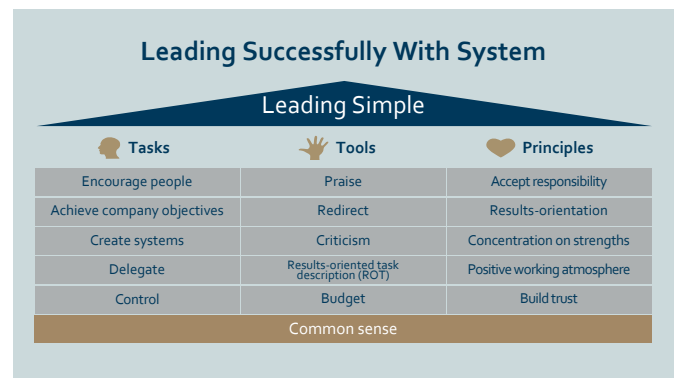 Leading Successfully With System
Leading Simple
Tasks Tools Principles
Encourage people Praise Accept responsibility
Achieve company objectives Redirect Results-orientation
Create systems Criticism Concentration on strengths
Delegate Results-oriented task description (ROT) Positive working atmosphere
Control Budget Build trust
Common sense